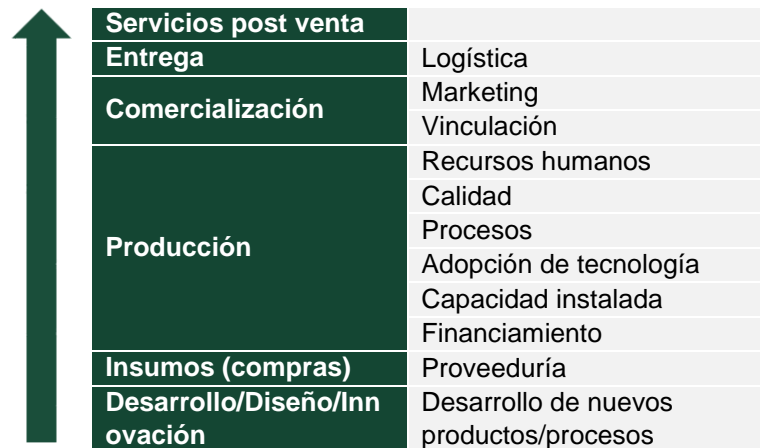 Servicios post venta
Entrega
Logística
Comercialización
Marketing
Vinculación
Producción
Recursos humanos
Calidad
Procesos
Adopción de tecnología
Capacidad instalada
Financiamiento
Insumos (compras)
Proveeduría
Desarrollo/Diseño/Inn
ovación
Desarrollo de nuevos
productos/procesos